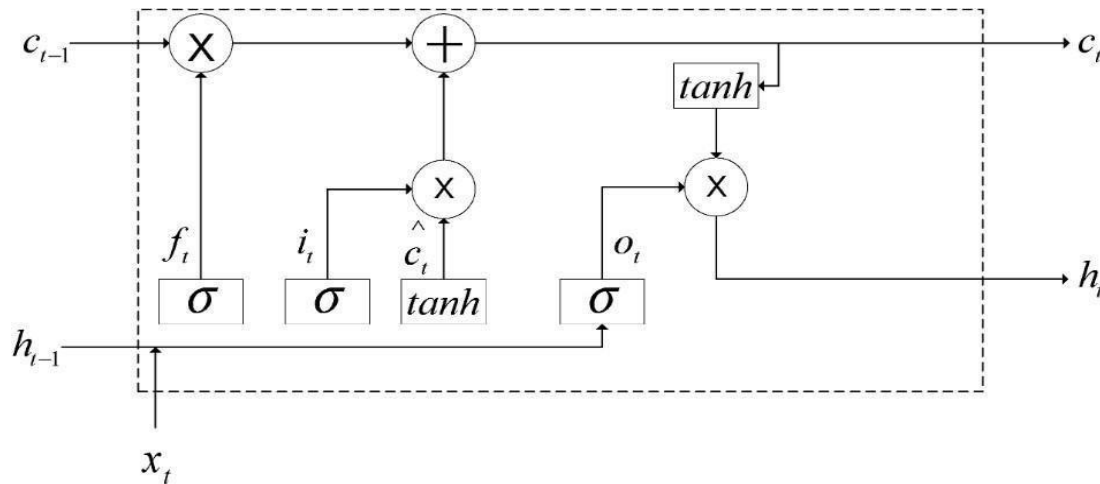 c_{t-1} X + c_t
tanh
X X
f_t i_t ĉ_t o_t
σ σ tanh σ h_t
h_{t-1}
x_t